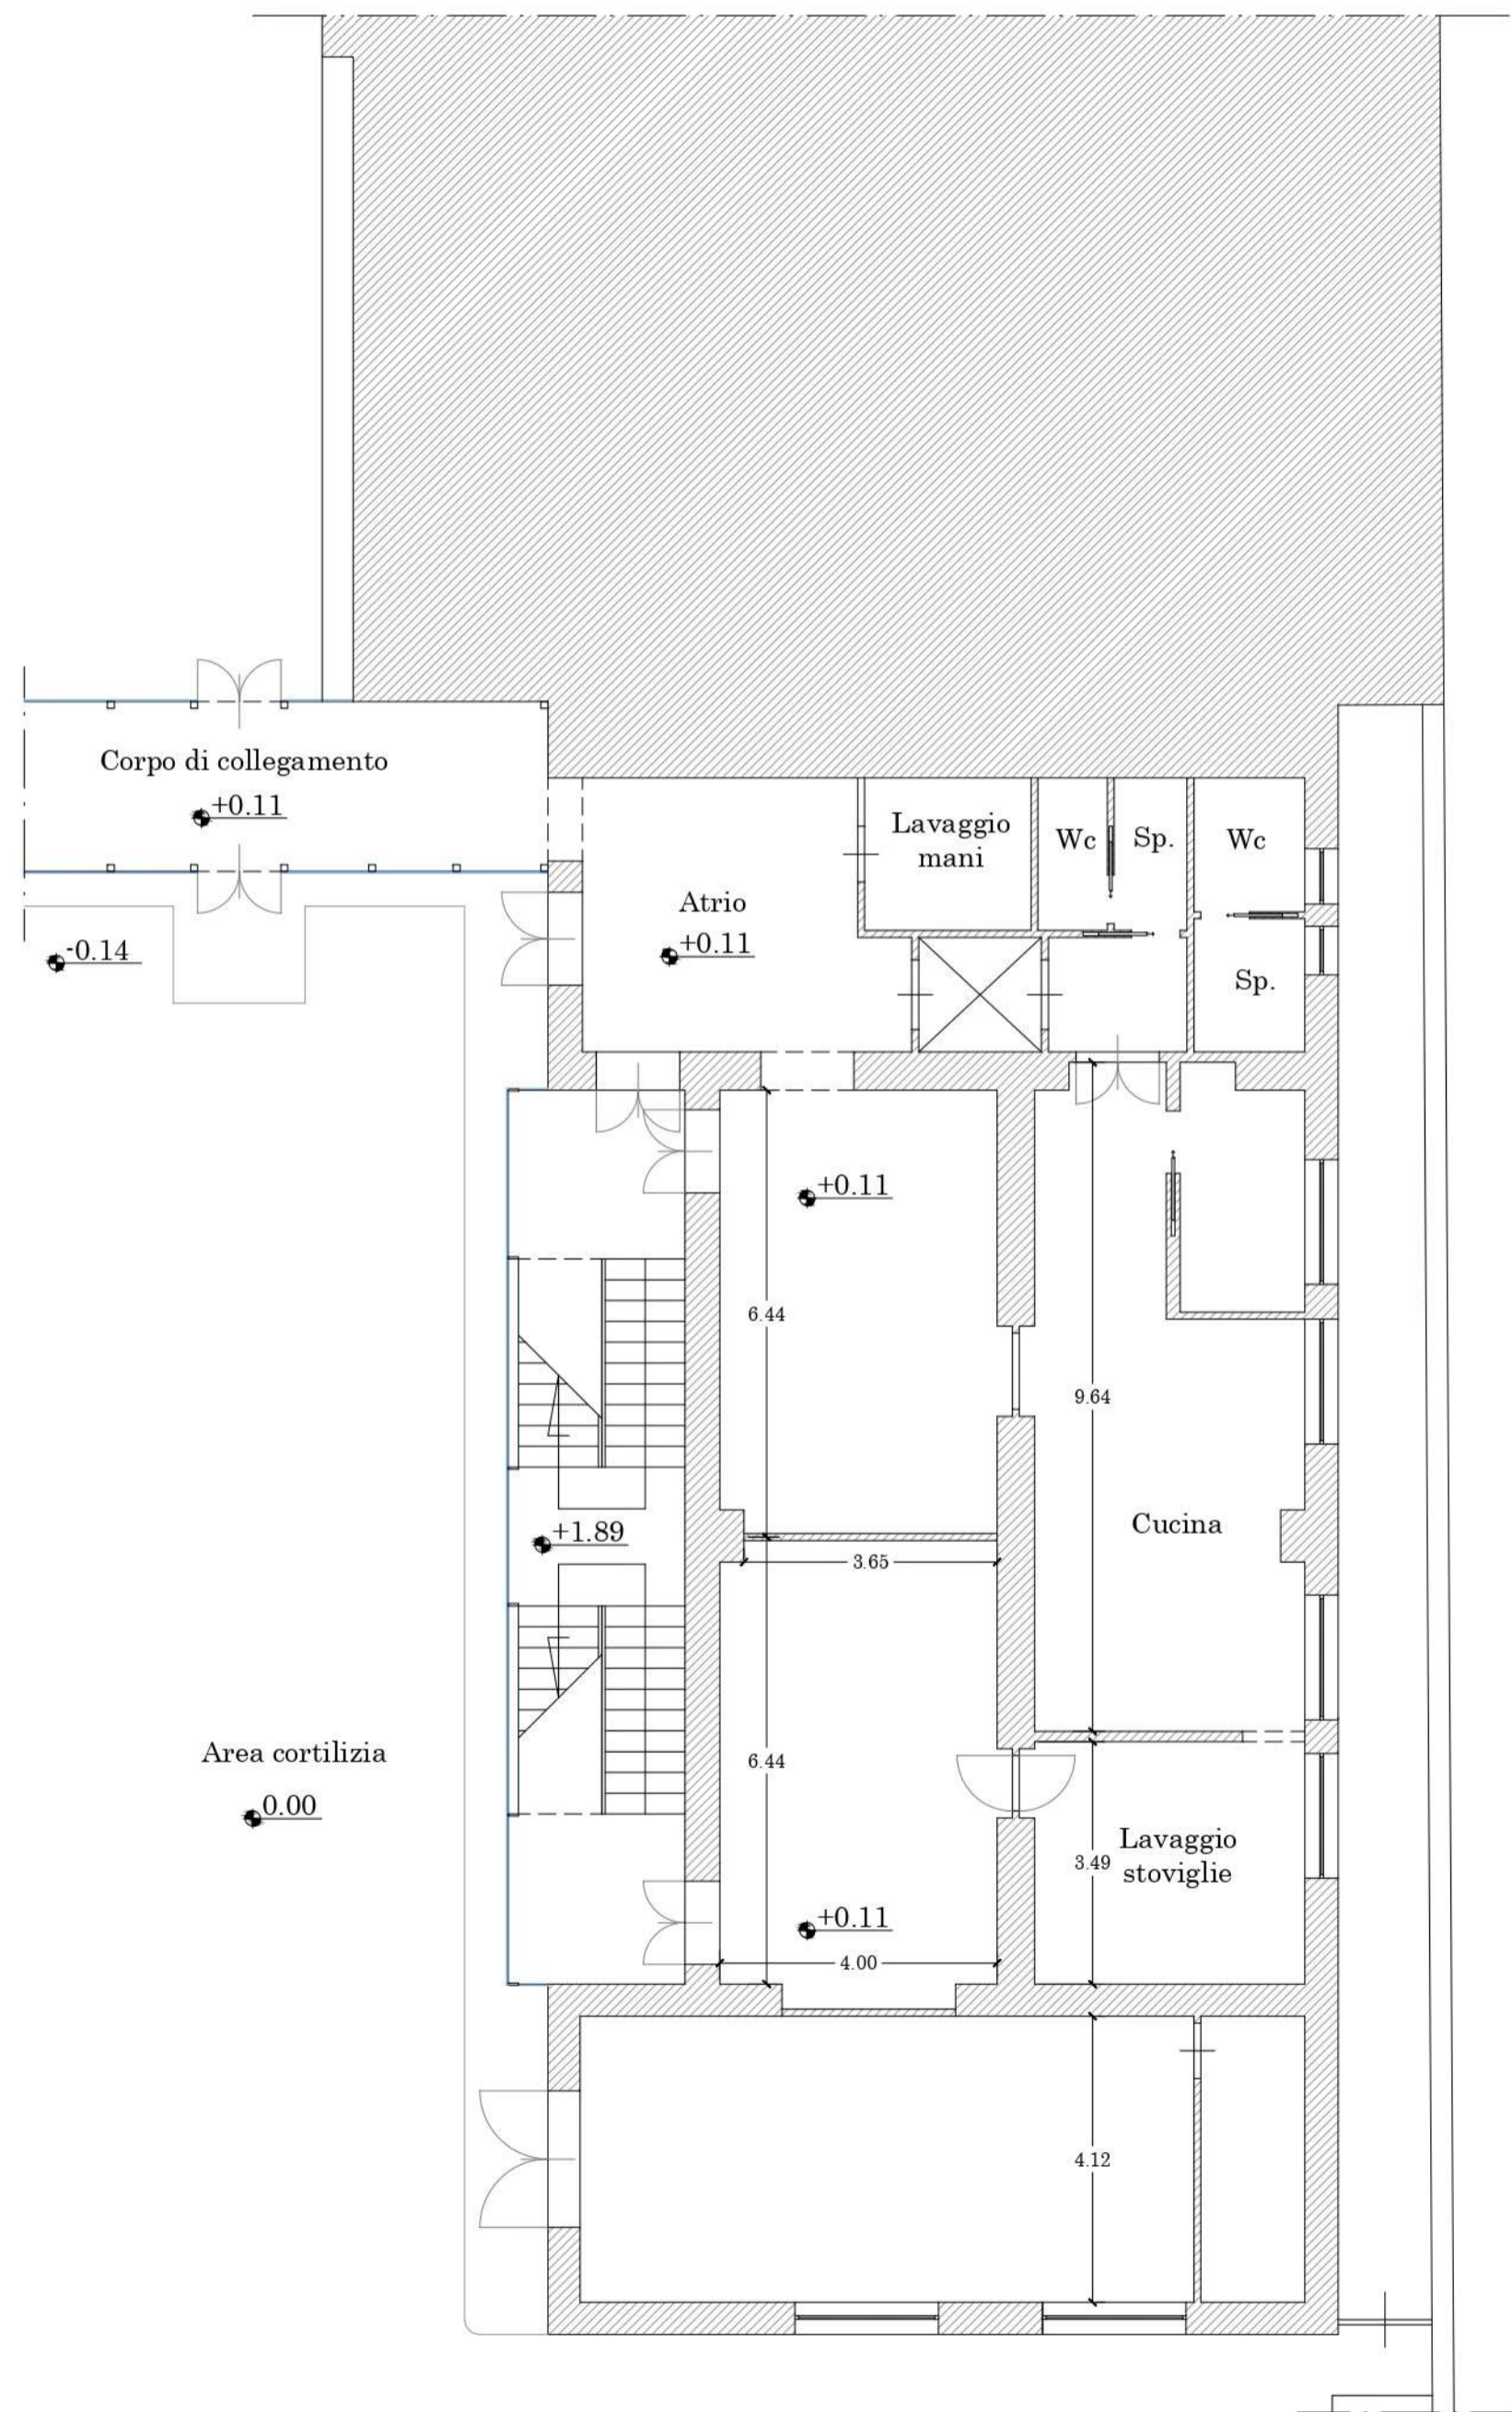 Corpo di collegamento
+0.11
Lavaggio
mani
Wc
Sp.
Wc
Atrio
+0.11
-0.14
Sp.
+0.11
6.44
9.64
Cucina
+1.89
3.65
Area cortilizia
0.00
6.44
Lavaggio
stoviglie
3.49
+0.11
4.00
4.12